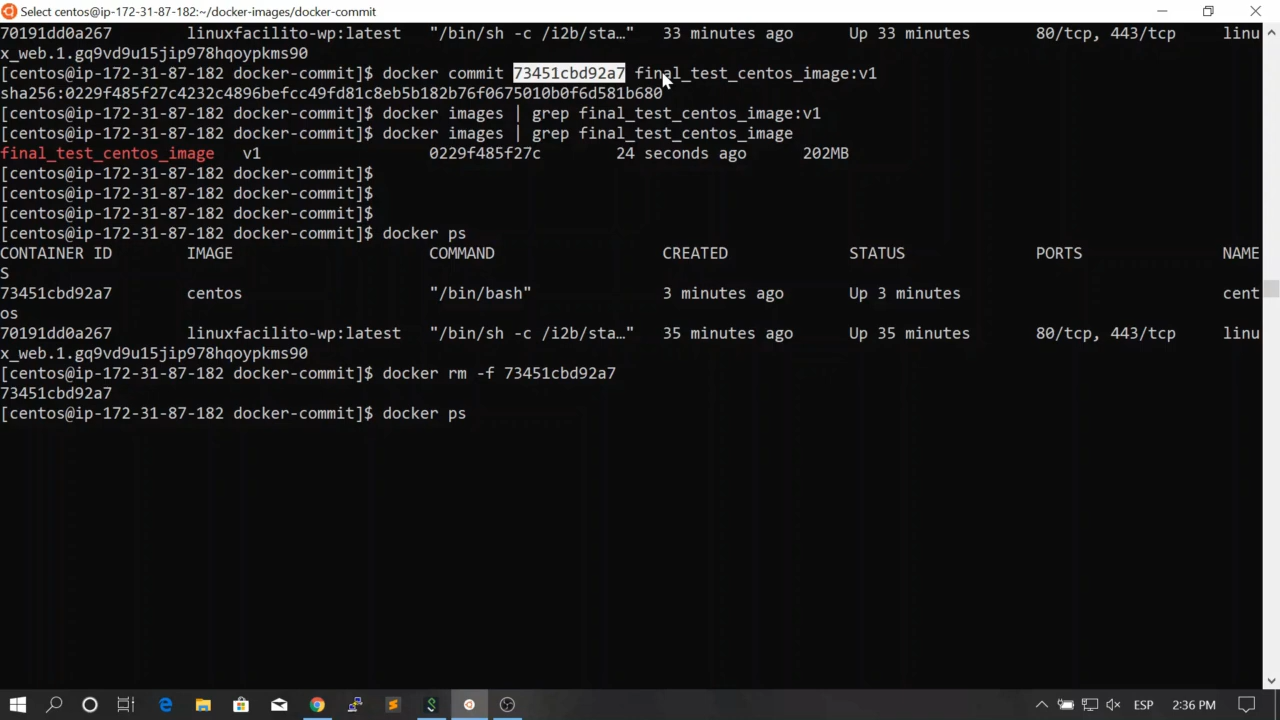 Select centos@ip-172-31-87-182:~/docker-images/docker-commit
70191dd0a267 linuxfacilito-wp:latest "/bin/sh -c /i2b/sta…" 33 minutes ago Up 33 minutes 80/tcp, 443/tcp linu
x_web.1.gq9vd9u15jip978hqoypkms90
[centos@ip-172-31-87-182 docker-commit]$ docker commit 73451cbd92a7 final_test_centos_image:v1
sha256:0229f485f27c4232c4896befcc49fd81c8eb5b182b76f0675010b0f6d581b680
[centos@ip-172-31-87-182 docker-commit]$ docker images | grep final_test_centos_image:v1
[centos@ip-172-31-87-182 docker-commit]$ docker images | grep final_test_centos_image
final_test_centos_image v1 0229f485f27c 24 seconds ago 202MB
[centos@ip-172-31-87-182 docker-commit]$
[centos@ip-172-31-87-182 docker-commit]$
[centos@ip-172-31-87-182 docker-commit]$
[centos@ip-172-31-87-182 docker-commit]$ docker ps
CONTAINER ID IMAGE COMMAND CREATED STATUS PORTS NAME
S
73451cbd92a7 centos "/bin/bash" 3 minutes ago Up 3 minutes cent
os
70191dd0a267 linuxfacilito-wp:latest "/bin/sh -c /i2b/sta…" 35 minutes ago Up 35 minutes 80/tcp, 443/tcp linu
x_web.1.gq9vd9u15jip978hqoypkms90
[centos@ip-172-31-87-182 docker-commit]$ docker rm -f 73451cbd92a7
73451cbd92a7
[centos@ip-172-31-87-182 docker-commit]$ docker ps
ESP 2:36 PM